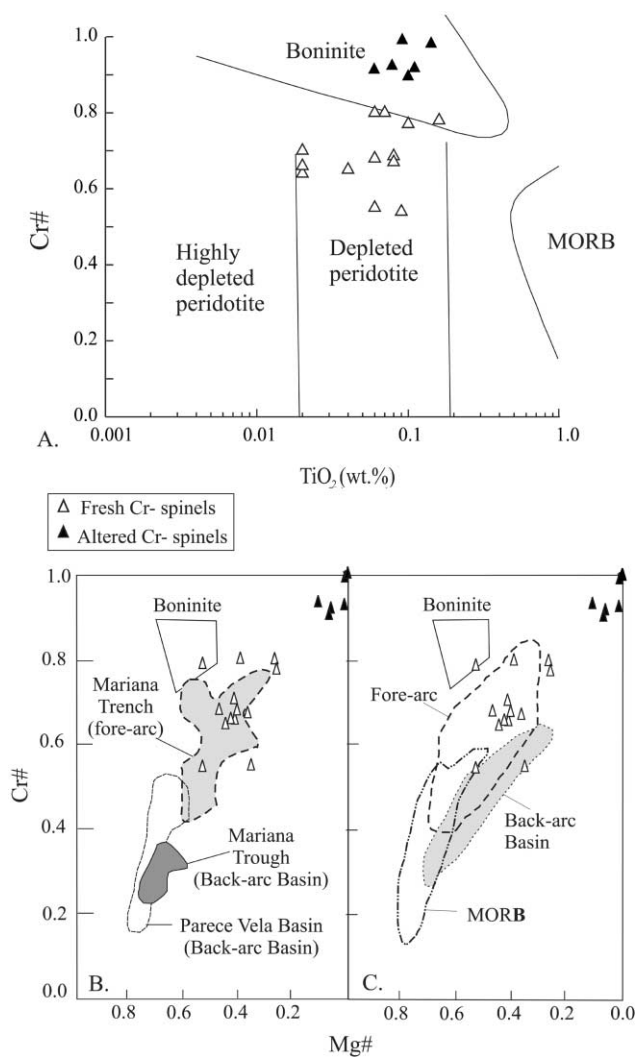 Boninite
Cr#
1.0
0.8
0.6
0.4
0.2
0.0
Highly
depleted
peridotite
Depleted
peridotite
MORB
A.
0.001
0.01
0.1
1.0
TiO2 (wt.%)
Fresh Cr- spinels
Altered Cr- spinels
Cr#
1.0
0.8
0.6
0.4
0.2
0.0
Boninite
Mariana
Trench
(fore-arc)
Mariana
Trough
(Back-arc Basin)
Parece Vela Basin
(Back-arc Basin)
B.
0.8
0.6
0.4
0.2
Boninite
Fore-arc
Back-arc
Basin
MORB
C.
0.8
0.6
0.4
0.2
0.0
Mg#